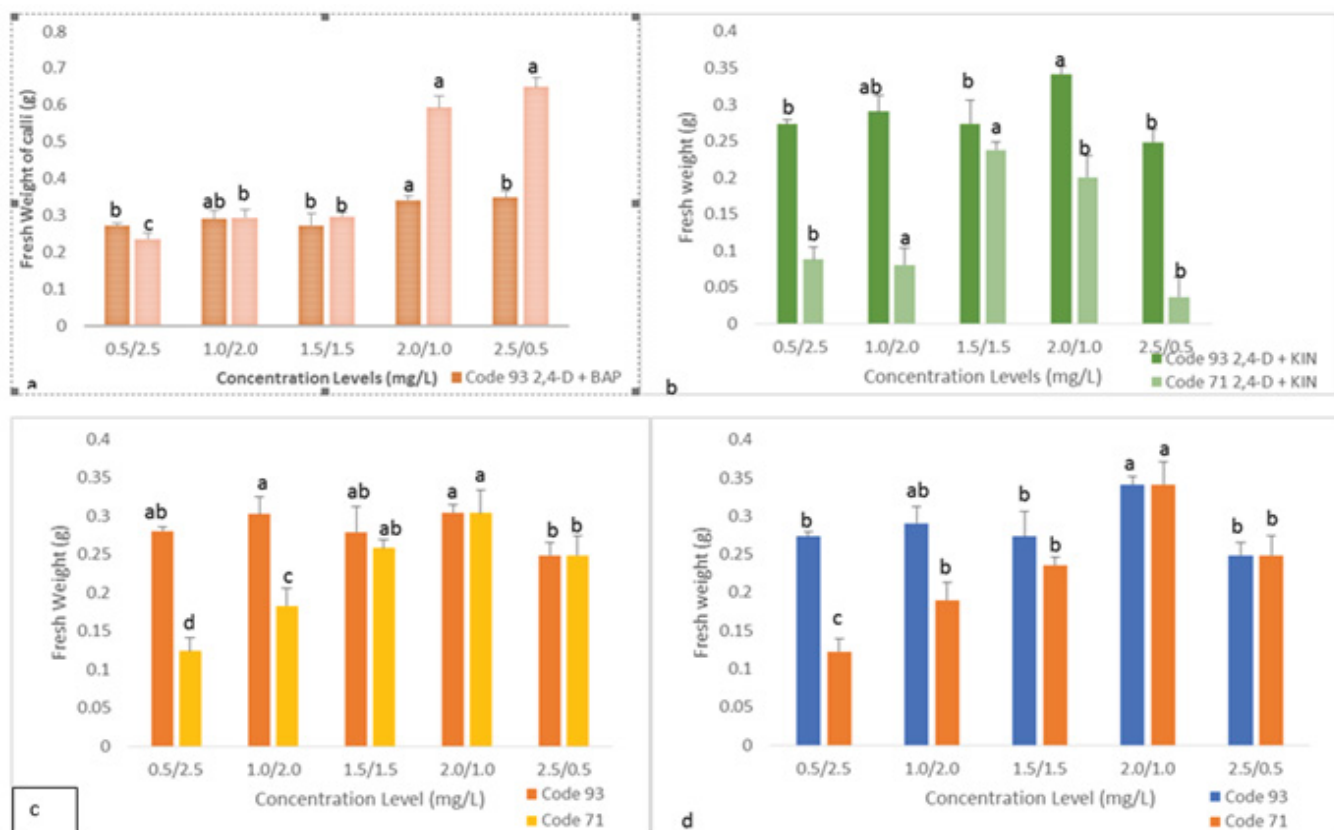 0.8
0.7
0.6
0.5
0.4
0.3
0.2
0.1
0
Fresh Weight of calli (g)
b c ab b b b a a b a
0.5/2.5 1.0/2.0 1.5/1.5 2.0/1.0 2.5/0.5
Concentration Levels (mg/L)
Code 93 2,4-D + BAP
a
0.4
0.35
0.3
0.25
0.2
0.15
0.1
0.05
0
Fresh weight (g)
b b ab a b a a b b b
0.5/2.5 1.0/2.0 1.5/1.5 2.0/1.0 2.5/0.5
Concentration Levels (mg/L)
Code 93 2,4-D + KIN
Code 71 2,4-D + KIN
b
0.4
0.35
0.3
0.25
0.2
0.15
0.1
0.05
0
Fresh Weight (g)
ab d a c ab ab a a b b
0.5/2.5 1.0/2.0 1.5/1.5 2.0/1.0 2.5/0.5
Concentration Level (mg/L)
Code 93
Code 71
c
0.4
0.35
0.3
0.25
0.2
0.15
0.1
0.05
0
Fresh weight (g)
b c ab b b b a a b b
0.5/2.5 1.0/2.0 1.5/1.5 2.0/1.0 2.5/0.5
Concentration Level (mg/L)
Code 93
Code 71
d